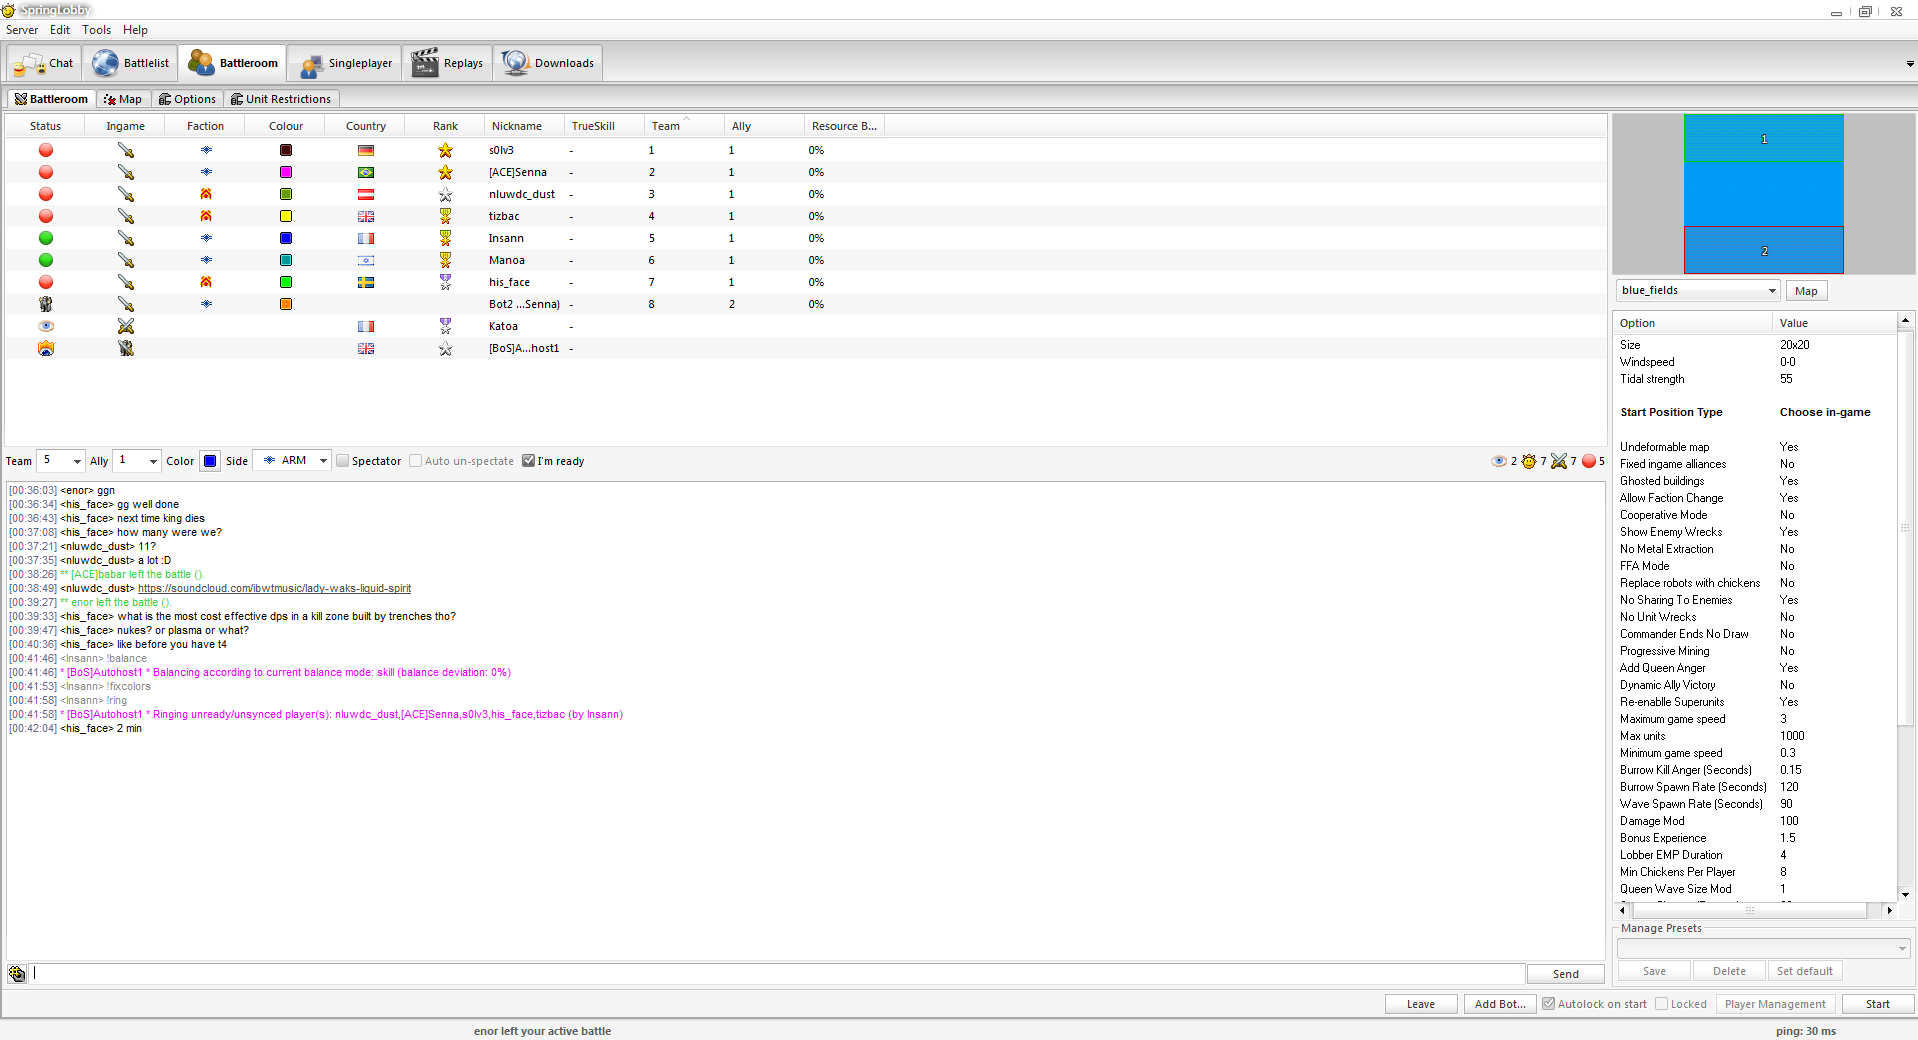 SpringLobby
Server Edit Tools Help
Chat Battlelist Battleroom Singleplayer Replays Downloads
Battleroom Map Options Unit Restrictions
Status Ingame Faction Colour Country Rank Nickname TrueSkill Team Ally Resource B...
s0lv3 - 1 1 0%
[ACE]Senna - 2 1 0%
nluwdc_dust - 3 1 0%
tizbac - 4 1 0%
Insann - 5 1 0%
Manoa - 6 1 0%
his_face - 7 1 0%
Bot2 ...Senna) - 8 2 0%
Katoa -
[BoS]A...host1 -
Team 5 Ally 1 Color Side ARM Spectator Auto un-spectate I'm ready 2 7 7 5
[00:36:03] <enor> ggn
[00:36:34] <his_face> gg well done
[00:36:43] <his_face> next time king dies
[00:37:08] <his_face> how many were we?
[00:37:21] <nluwdc_dust> 11?
[00:37:35] <nluwdc_dust> a lot :D
[00:38:26] ** [ACE]babar left the battle ().
[00:38:49] <nluwdc_dust> https://soundcloud.com/ibwtmusic/lady-waks-liquid-spirit
[00:39:27] ** enor left the battle ().
[00:39:33] <his_face> what is the most cost effective dps in a kill zone built by trenches tho?
[00:39:47] <his_face> nukes? or plasma or what?
[00:40:36] <his_face> like before you have t4
[00:41:46] <Insann> !balance
[00:41:46] * [BoS]Autohost1 * Balancing according to current balance mode: skill (balance deviation: 0%)
[00:41:53] <Insann> !fixcolors
[00:41:58] <Insann> !ring
[00:41:58] * [BoS]Autohost1 * Ringing unready/unsynced player(s): nluwdc_dust,[ACE]Senna,s0lv3,his_face,tizbac (by Insann)
[00:42:04] <his_face> 2 min
Send
1
2
blue_fields Map
Option Value
Size 20x20
Windspeed 0-0
Tidal strength 55
Start Position Type Choose in-game
Undeformable map Yes
Fixed ingame alliances No
Ghosted buildings Yes
Allow Faction Change Yes
Cooperative Mode No
Show Enemy Wrecks Yes
No Metal Extraction No
FFA Mode No
Replace robots with chickens No
No Sharing To Enemies Yes
No Unit Wrecks No
Commander Ends No Draw No
Progressive Mining No
Add Queen Anger Yes
Dynamic Ally Victory No
Re-enablle Superunits Yes
Maximum game speed 3
Max units 1000
Minimum game speed 0.3
Burrow Kill Anger (Seconds) 0.15
Burrow Spawn Rate (Seconds) 120
Wave Spawn Rate (Seconds) 90
Damage Mod 100
Bonus Experience 1.5
Lobber EMP Duration 4
Min Chickens Per Player 8
Queen Wave Size Mod 1
Manage Presets
Save Delete Set default
Leave Add Bot... Autolock on start Locked Player Management Start
enor left your active battle ping: 30 ms